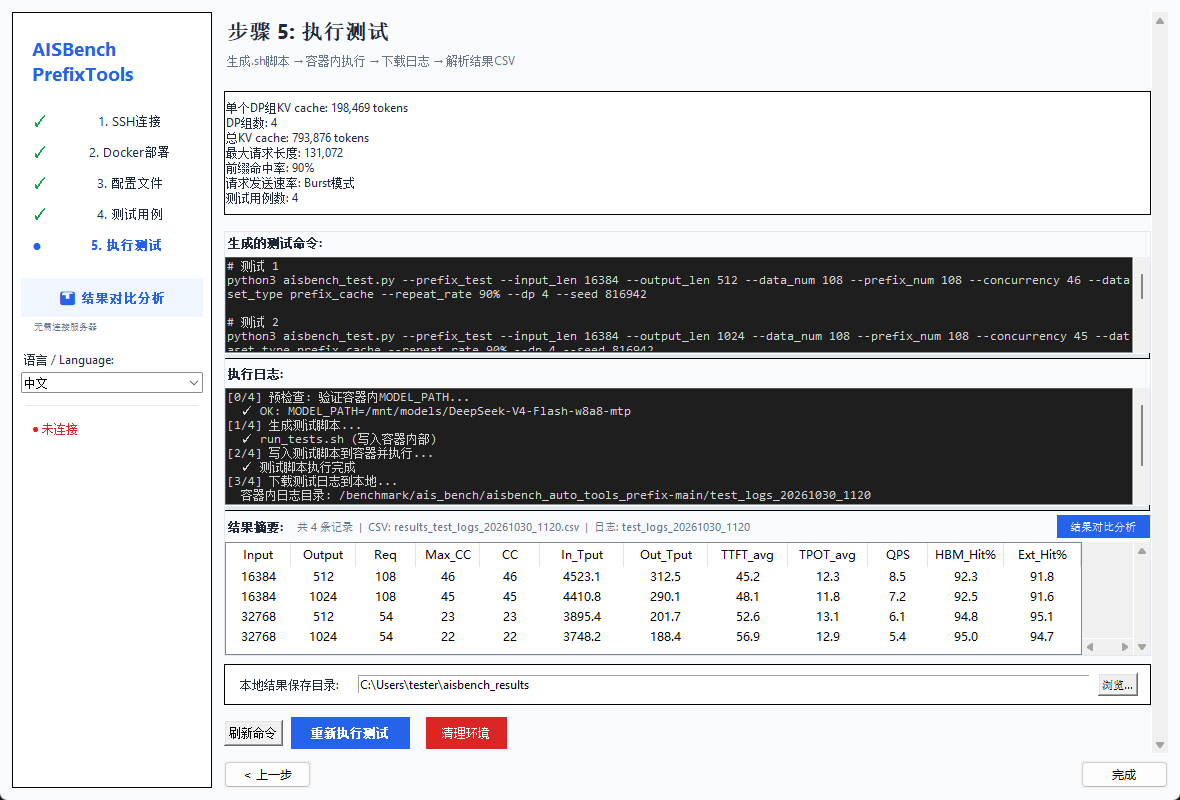 AISBench
PrefixTools
✓ 1. SSH连接
✓ 2. Docker部署
✓ 3. 配置文件
✓ 4. 测试用例
● 5. 执行测试
结果对比分析
无需连接服务器
语言 / Language:
中文
● 未连接
步骤 5: 执行测试
生成.sh脚本 → 容器内执行 → 下载日志 → 解析结果CSV
单个DP组KV cache: 198,469 tokens
DP组数: 4
总KV cache: 793,876 tokens
最大请求长度: 131,072
前缀命中率: 90%
请求发送速率: Burst模式
测试用例数: 4
生成的测试命令:
# 测试 1
python3 aisbench_test.py --prefix_test --input_len 16384 --output_len 512 --data_num 108 --prefix_num 108 --concurrency 46 --data
set_type prefix_cache --repeat_rate 90% --dp 4 --seed 816942
# 测试 2
python3 aisbench_test.py --prefix_test --input_len 16384 --output_len 1024 --data_num 108 --prefix_num 108 --concurrency 45 --dat
aset_type prefix_cache --repeat_rate 90% --dp 4 --seed 816942
执行日志:
[0/4] 预检查: 验证容器内MODEL_PATH...
✓ OK: MODEL_PATH=/mnt/models/DeepSeek-V4-Flash-w8a8-mtp
[1/4] 生成测试脚本...
✓ run_tests.sh (写入容器内部)
[2/4] 写入测试脚本到容器并执行...
✓ 测试脚本执行完成
[3/4] 下载测试日志到本地...
容器内日志目录: /benchmark/ais_bench/aisbench_auto_tools_prefix-main/test_logs_20261030_1120
结果摘要: 共 4 条记录 | CSV: results_test_logs_20261030_1120.csv | 日志: test_logs_20261030_1120
结果对比分析
Input Output Req Max_CC CC In_Tput Out_Tput TTFT_avg TPOT_avg QPS HBM_Hit% Ext_Hit%
16384 512 108 46 46 4523.1 312.5 45.2 12.3 8.5 92.3 91.8
16384 1024 108 45 45 4410.8 290.1 48.1 11.8 7.2 92.5 91.6
32768 512 54 23 23 3895.4 201.7 52.6 13.1 6.1 94.8 95.1
32768 1024 54 22 22 3748.2 188.4 56.9 12.9 5.4 95.0 94.7
本地结果保存目录: C:\Users\tester\aisbench_results 浏览...
刷新命令 重新执行测试 清理环境
< 上一步 完成